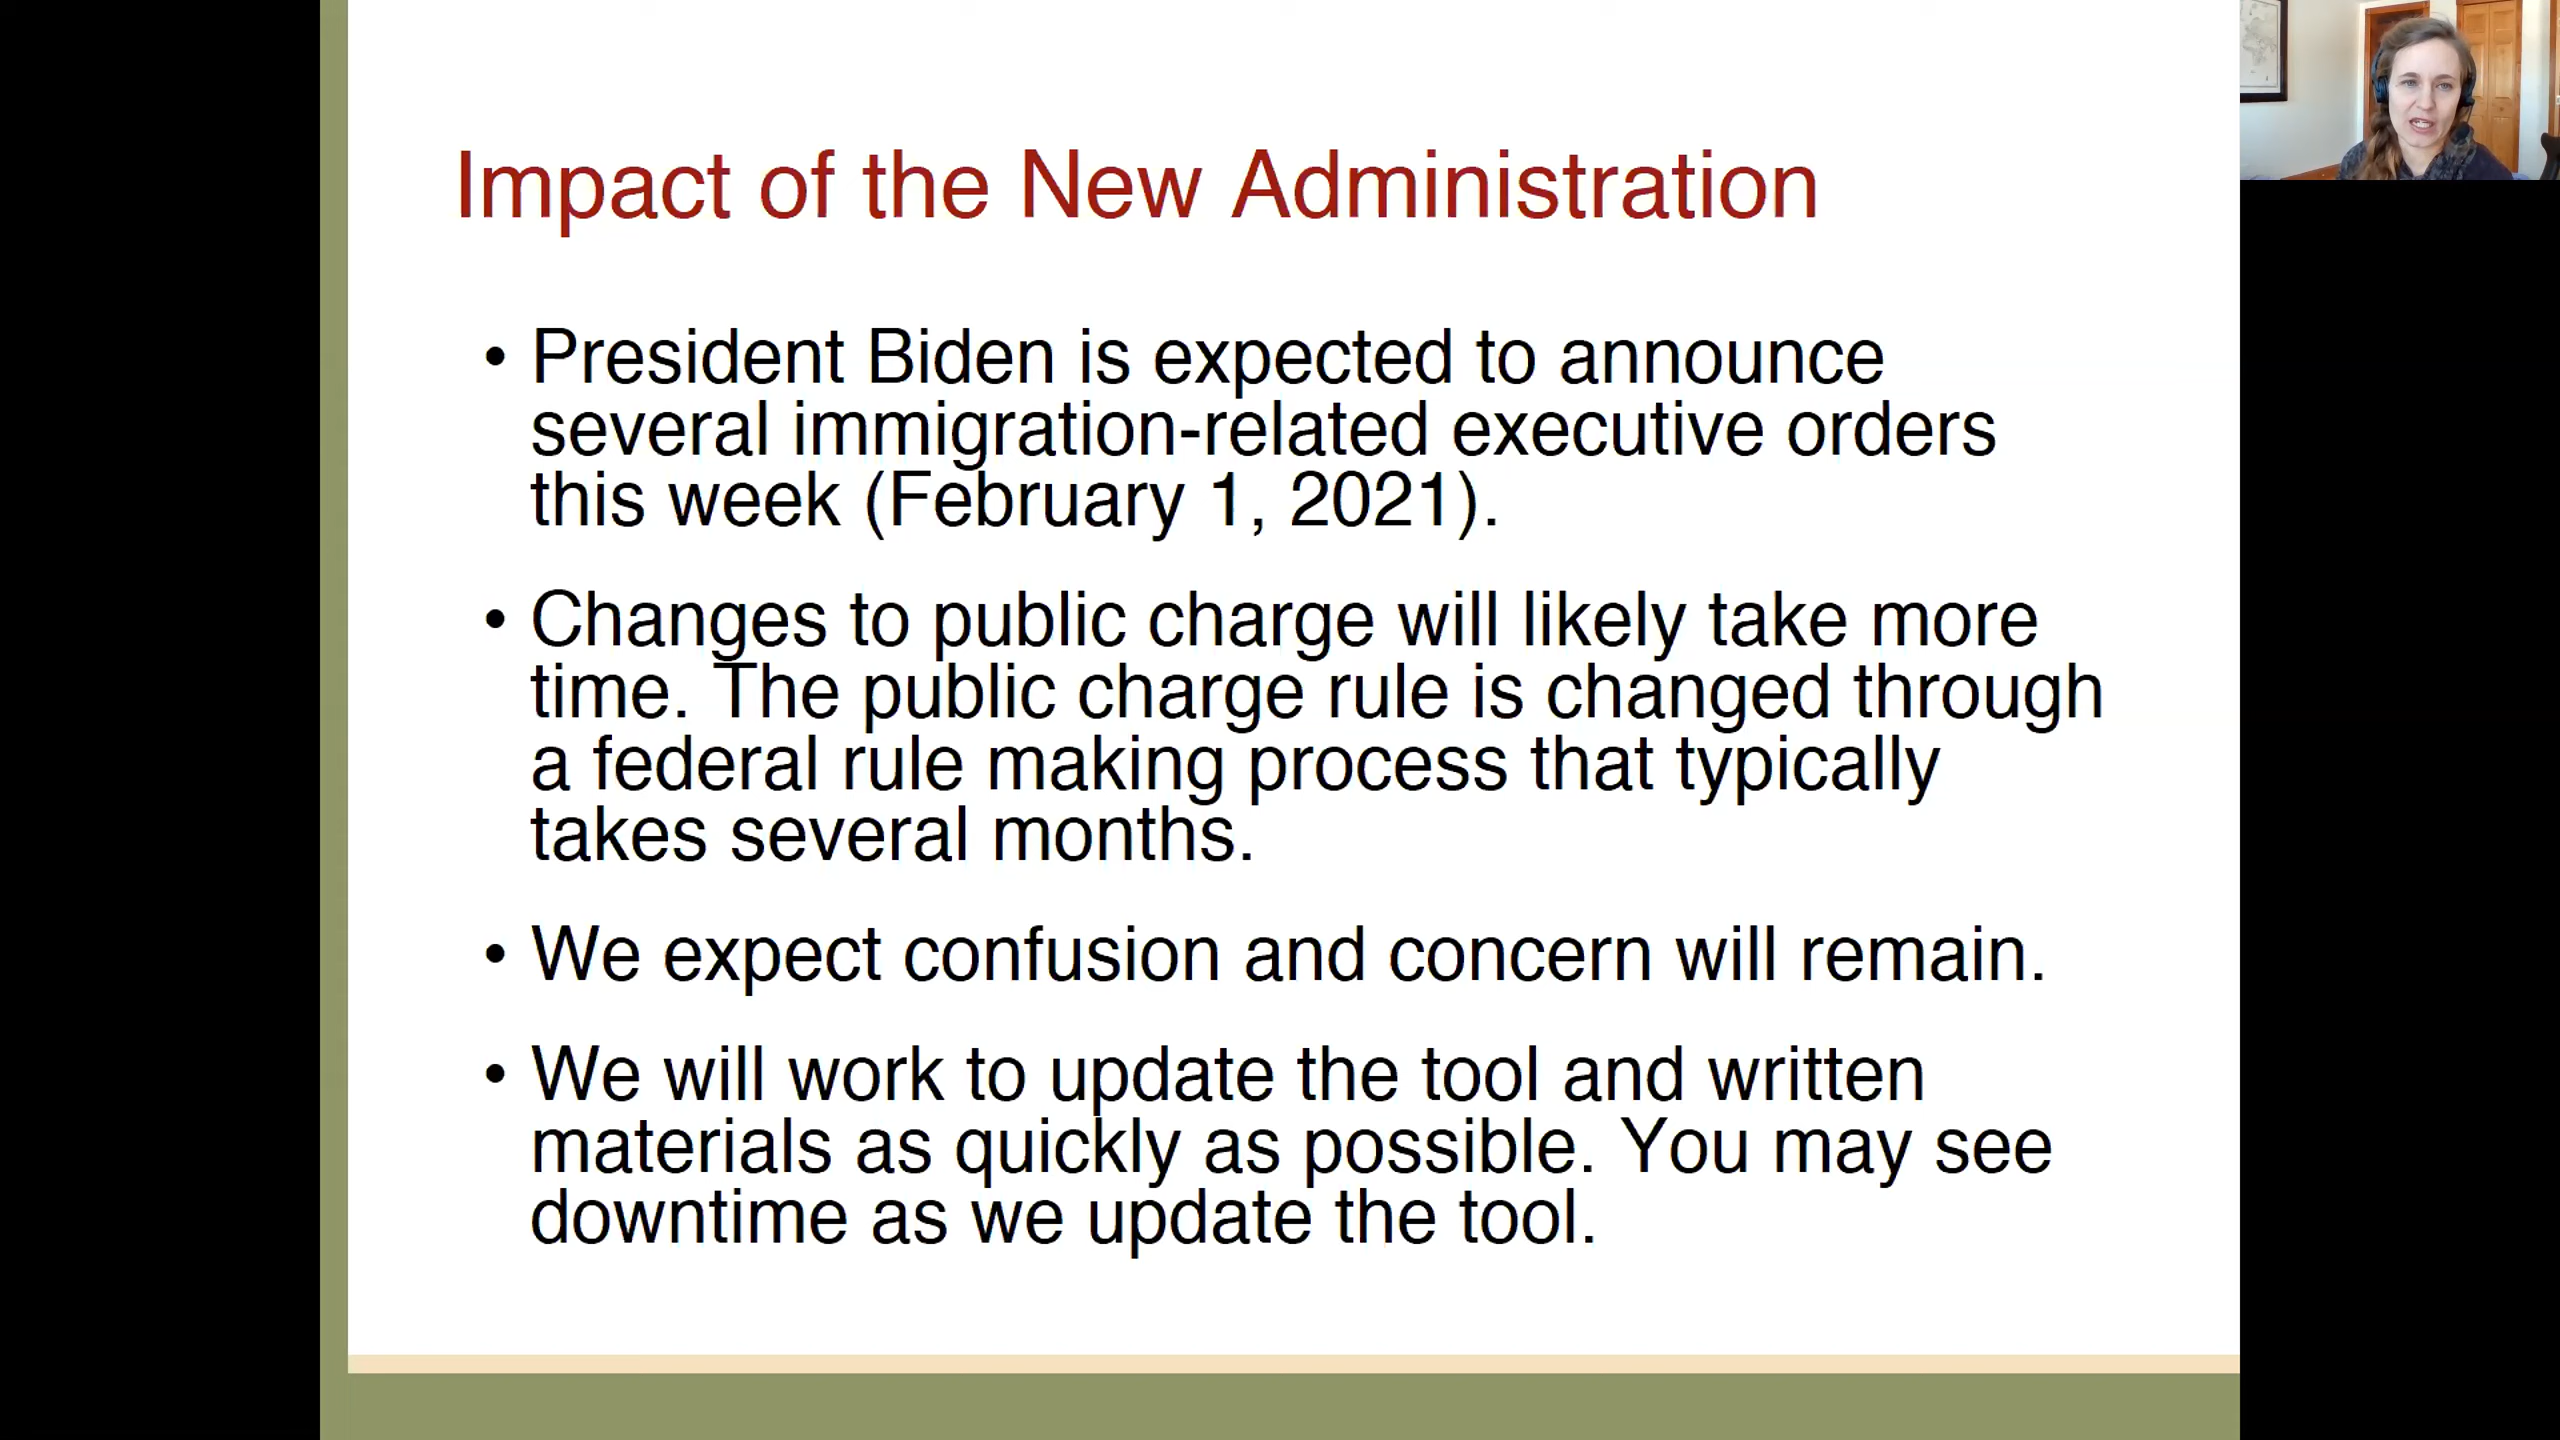 Impact of the New Administration
• President Biden is expected to announce
several immigration-related executive orders
this week (February 1, 2021).
• Changes to public charge will likely take more
time. The public charge rule is changed through
a federal rule making process that typically
takes several months.
• We expect confusion and concern will remain.
• We will work to update the tool and written
materials as quickly as possible. You may see
downtime as we update the tool.